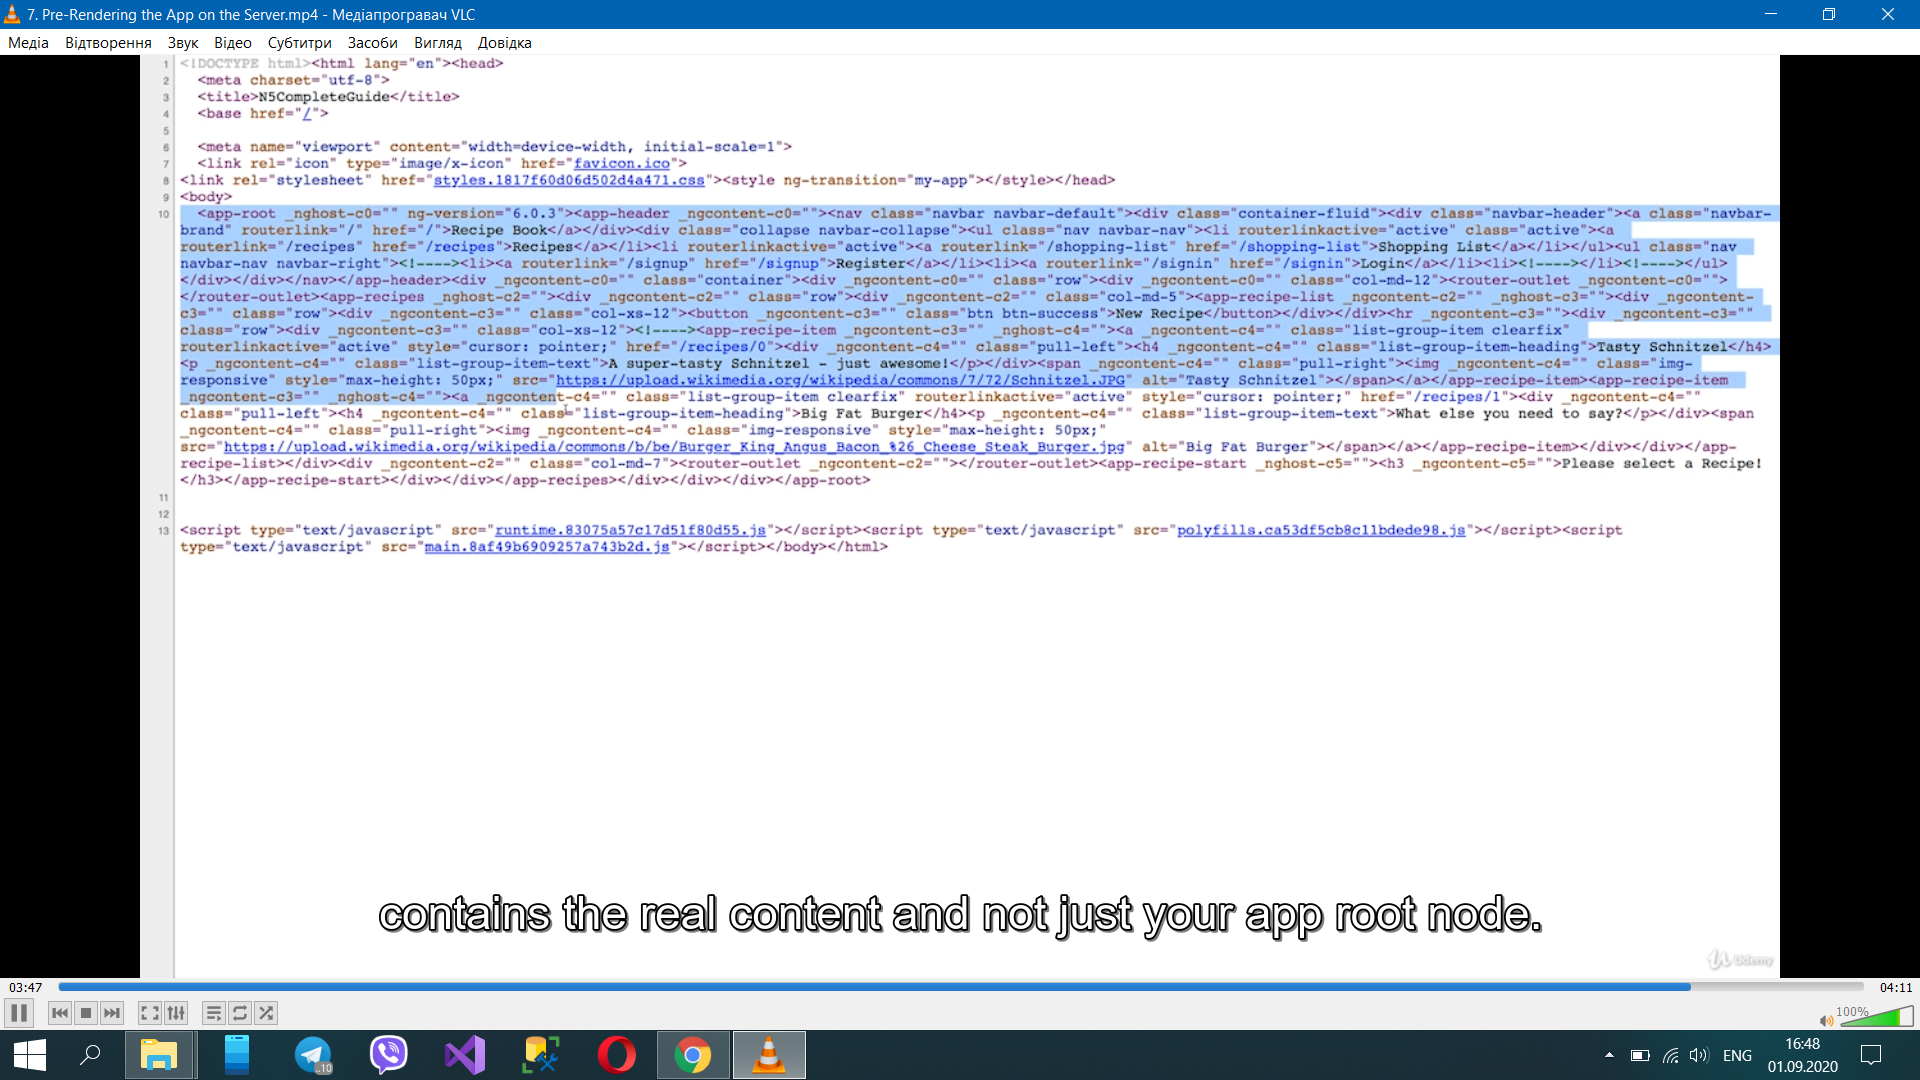 7. Pre-Rendering the App on the Server.mp4 - Медіапрогравач VLC
Медіа Відтворення Звук Відео Субтитри Засоби Вигляд Довідка
1 <!DOCTYPE html><html lang="en"><head>
2 <meta charset="utf-8">
3 <title>N5CompleteGuide</title>
4 <base href="/">
5
6 <meta name="viewport" content="width=device-width, initial-scale=1">
7 <link rel="icon" type="image/x-icon" href="favicon.ico">
8 <link rel="stylesheet" href="styles.1817f60d06d502d4a471.css"><style ng-transition="my-app"></style></head>
9 <body>
10 <app-root _nghost-c0="" ng-version="6.0.3"><app-header _ngcontent-c0=""><nav class="navbar navbar-default"><div class="container-fluid"><div class="navbar-header"><a class="navbar-
brand" routerlink="/" href="/">Recipe Book</a></div><div class="collapse navbar-collapse"><ul class="nav navbar-nav"><li routerlinkactive="active" class="active"><a
routerlink="/recipes" href="/recipes">Recipes</a></li><li routerlinkactive="active"><a routerlink="/shopping-list" href="/shopping-list">Shopping List</a></li></ul><ul class="nav
navbar-nav navbar-right"><!----><li><a routerlink="/signup" href="/signup">Register</a></li><li><a routerlink="/signin" href="/signin">Login</a></li><li><!----></li><!----></ul>
</div></div></nav></app-header><div _ngcontent-c0="" class="container"><div _ngcontent-c0="" class="row"><div _ngcontent-c0="" class="col-md-12"><router-outlet _ngcontent-c0="">
</router-outlet><app-recipes _nghost-c2=""><div _ngcontent-c2="" class="row"><div _ngcontent-c2="" class="col-md-5"><app-recipe-list _ngcontent-c2="" _nghost-c3=""><div _ngcontent-
c3="" class="row"><div _ngcontent-c3="" class="col-xs-12"><button _ngcontent-c3="" class="btn btn-success">New Recipe</button></div></div><hr _ngcontent-c3=""><div _ngcontent-c3=""
class="row"><div _ngcontent-c3="" class="col-xs-12"><!----><app-recipe-item _ngcontent-c3="" _nghost-c4=""><a _ngcontent-c4="" class="list-group-item clearfix"
routerlinkactive="active" style="cursor: pointer;" href="/recipes/0"><div _ngcontent-c4="" class="pull-left"><h4 _ngcontent-c4="" class="list-group-item-heading">Tasty Schnitzel</h4>
<p _ngcontent-c4="" class="list-group-item-text">A super-tasty Schnitzel - just awesome!</p></div><span _ngcontent-c4="" class="pull-right"><img _ngcontent-c4="" class="img-
responsive" style="max-height: 50px;" src="https://upload.wikimedia.org/wikipedia/commons/7/72/Schnitzel.JPG" alt="Tasty Schnitzel"></span></a></app-recipe-item><app-recipe-item
_ngcontent-c3="" _nghost-c4=""><a _ngcontent-c4="" class="list-group-item clearfix" routerlinkactive="active" style="cursor: pointer;" href="/recipes/1"><div _ngcontent-c4=""
class="pull-left"><h4 _ngcontent-c4="" class="list-group-item-heading">Big Fat Burger</h4><p _ngcontent-c4="" class="list-group-item-text">What else you need to say?</p></div><span
_ngcontent-c4="" class="pull-right"><img _ngcontent-c4="" class="img-responsive" style="max-height: 50px;"
src="https://upload.wikimedia.org/wikipedia/commons/b/be/Burger_King_Angus_Bacon_%26_Cheese_Steak_Burger.jpg" alt="Big Fat Burger"></span></a></app-recipe-item></div></div></app-
recipe-list></div><div _ngcontent-c2="" class="col-md-7"><router-outlet _ngcontent-c2=""></router-outlet><app-recipe-start _nghost-c5=""><h3 _ngcontent-c5="">Please select a Recipe!
</h3></app-recipe-start></div></div></app-recipes></div></div></div></app-root>
11
12
13 <script type="text/javascript" src="runtime.83075a57c17d51f80d55.js"></script><script type="text/javascript" src="polyfills.ca53df5cb8c11bdede98.js"></script><script
type="text/javascript" src="main.8af49b6909257a743b2d.js"></script></body></html>
contains the real content and not just your app root node.
Udemy
03:47 04:11
100%
..10
ENG
16:48
01.09.2020